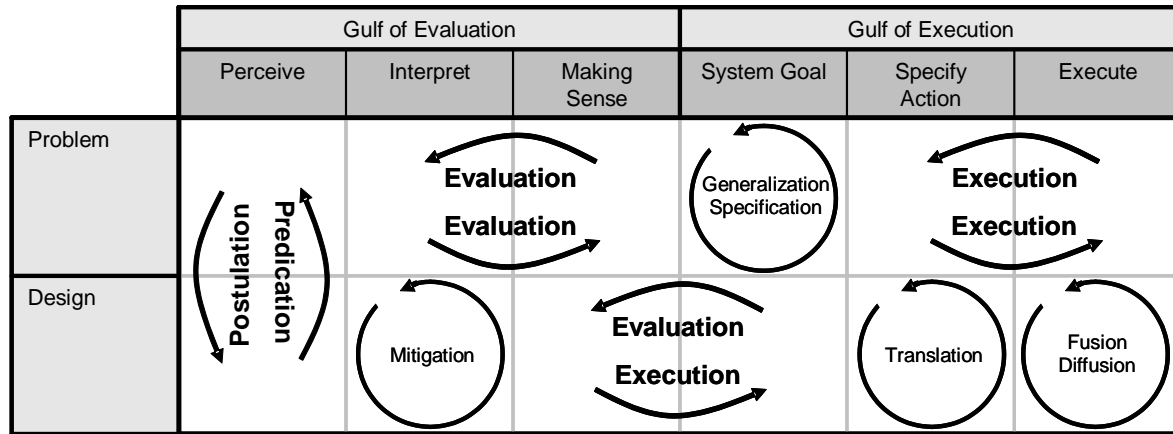 Gulf of Evaluation
Gulf of Execution
Perceive
Interpret
Making
Sense
System Goal
Specify
Action
Execute
Problem
Postulation
Predication
Evaluation
Evaluation
Generalization
Specification
Execution
Execution
Design
Mitigation
Evaluation
Execution
Translation
Fusion
Diffusion